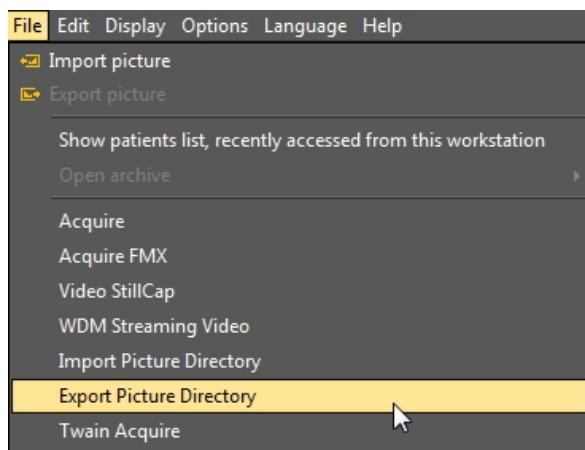 File Edit Display Options Language Help
Import picture
Export picture
Show patients list, recently accessed from this workstation
Open archive
Acquire
Acquire FMX
Video StillCap
WDM Streaming Video
Import Picture Directory
Export Picture Directory
Twain Acquire